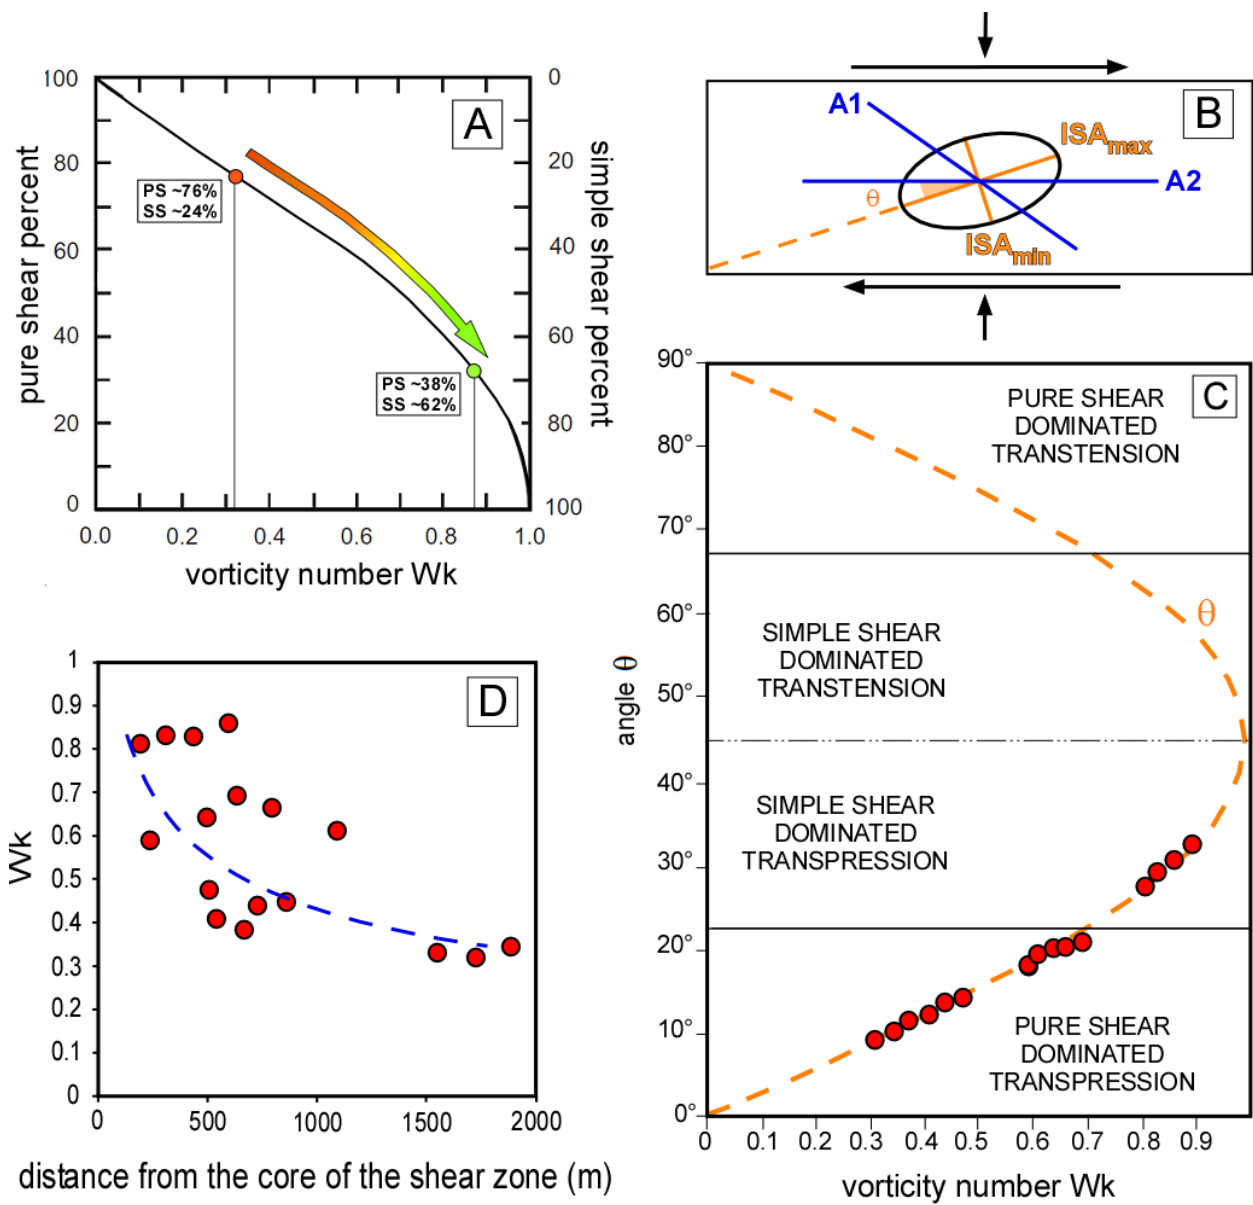 A
100
80
60
40
20
0
pure shear percent
0
20
40
60
80
100
simple shear percent
PS ~76%
SS ~24%
PS ~38%
SS ~62%
0.0 0.2 0.4 0.6 0.8 1.0
vorticity number Wk
B
A1
ISAmax
A2
θ
ISAmin
C
90°
80°
70°
60°
50°
40°
30°
20°
10°
0°
angle θ
PURE SHEAR
DOMINATED
TRANSTENSION
θ
SIMPLE SHEAR
DOMINATED
TRANSTENSION
SIMPLE SHEAR
DOMINATED
TRANSPRESSION
PURE SHEAR
DOMINATED
TRANSPRESSION
0 0.1 0.2 0.3 0.4 0.5 0.6 0.7 0.8 0.9
vorticity number Wk
D
1
0.9
0.8
0.7
0.6
0.5
0.4
0.3
0.2
0.1
0
Wk
0 500 1000 1500 2000
distance from the core of the shear zone (m)